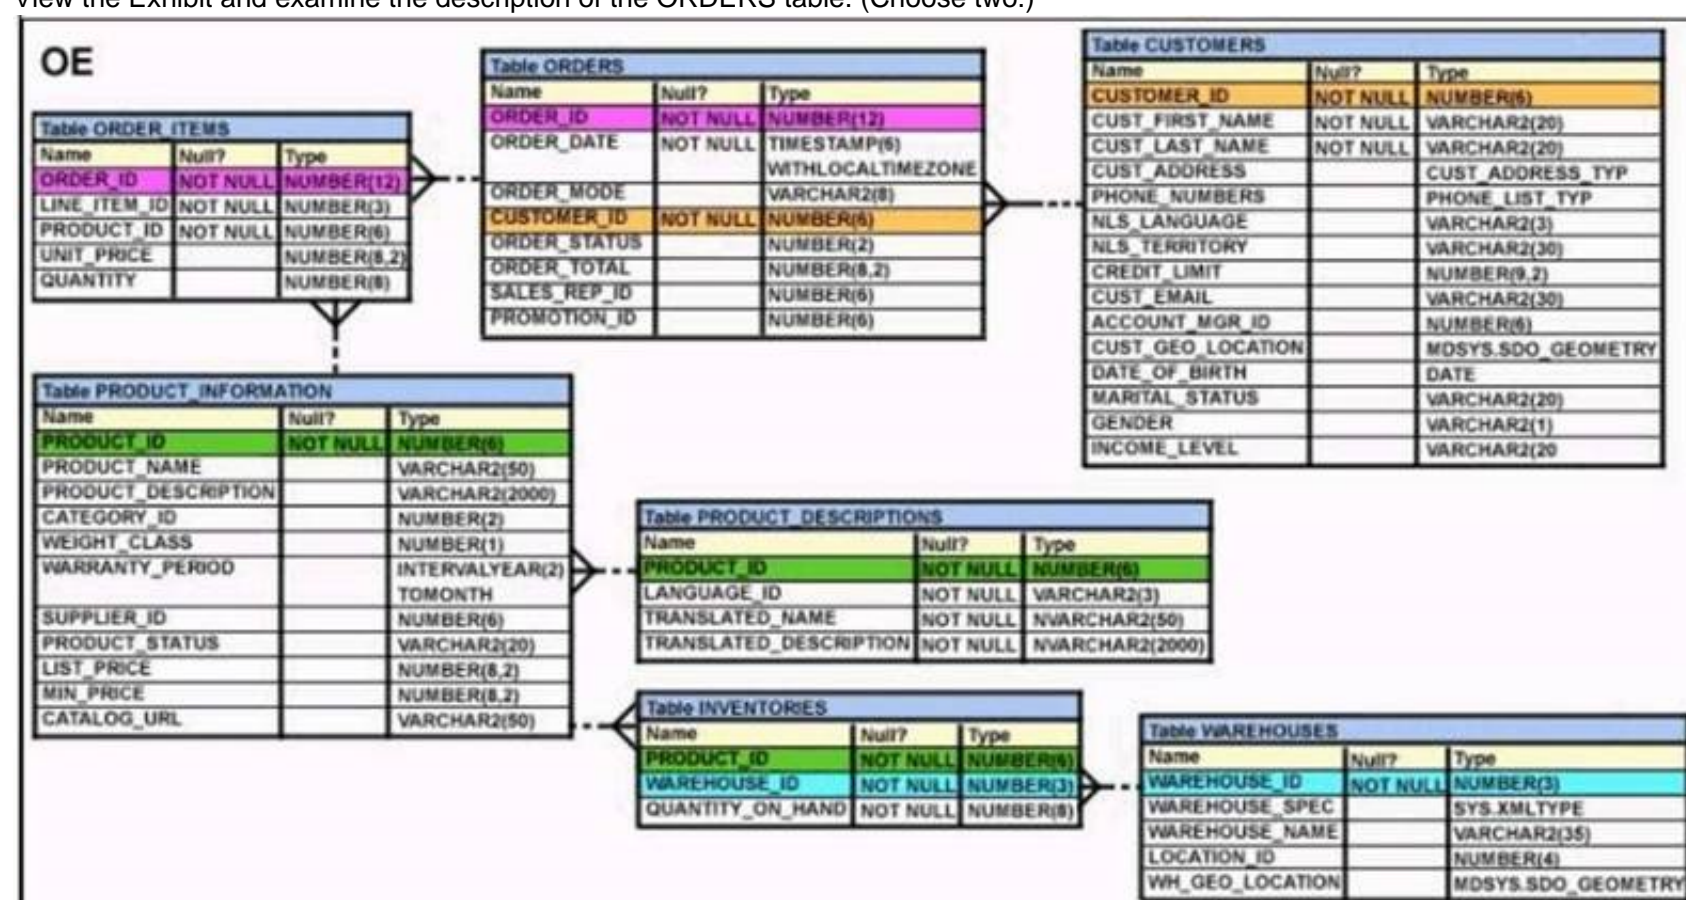 View the Exhibit and examine the description of the ORDERS table. (Choose two.)
OE
Table ORDER_ITEMS
Name Null? Type
ORDER_ID NOT NULL NUMBER(12)
LINE_ITEM_ID NOT NULL NUMBER(3)
PRODUCT_ID NOT NULL NUMBER(6)
UNIT_PRICE NUMBER(8,2)
QUANTITY NUMBER(8)
Table ORDERS
Name Null? Type
ORDER_ID NOT NULL NUMBER(12)
ORDER_DATE NOT NULL TIMESTAMP(6)
WITHLOCALTIMEZONE
ORDER_MODE VARCHAR2(8)
CUSTOMER_ID NOT NULL NUMBER(6)
ORDER_STATUS NUMBER(2)
ORDER_TOTAL NUMBER(8,2)
SALES_REP_ID NUMBER(6)
PROMOTION_ID NUMBER(6)
Table CUSTOMERS
Name Null? Type
CUSTOMER_ID NOT NULL NUMBER(6)
CUST_FIRST_NAME NOT NULL VARCHAR2(20)
CUST_LAST_NAME NOT NULL VARCHAR2(20)
CUST_ADDRESS CUST_ADDRESS_TYP
PHONE_NUMBERS PHONE_LIST_TYP
NLS_LANGUAGE VARCHAR2(3)
NLS_TERRITORY VARCHAR2(30)
CREDIT_LIMIT NUMBER(9,2)
CUST_EMAIL VARCHAR2(30)
ACCOUNT_MGR_ID NUMBER(6)
CUST_GEO_LOCATION MDSYS.SDO_GEOMETRY
DATE_OF_BIRTH DATE
MARITAL_STATUS VARCHAR2(20)
GENDER VARCHAR2(1)
INCOME_LEVEL VARCHAR2(20
Table PRODUCT_INFORMATION
Name Null? Type
PRODUCT_ID NOT NULL NUMBER(6)
PRODUCT_NAME VARCHAR2(50)
PRODUCT_DESCRIPTION VARCHAR2(2000)
CATEGORY_ID NUMBER(2)
WEIGHT_CLASS NUMBER(1)
WARRANTY_PERIOD INTERVALYEAR(2)
TOMONTH
SUPPLIER_ID NUMBER(6)
PRODUCT_STATUS VARCHAR2(20)
LIST_PRICE NUMBER(8,2)
MIN_PRICE NUMBER(8,2)
CATALOG_URL VARCHAR2(50)
Table PRODUCT_DESCRIPTIONS
Name Null? Type
PRODUCT_ID NOT NULL NUMBER(6)
LANGUAGE_ID NOT NULL VARCHAR2(3)
TRANSLATED_NAME NOT NULL NVARCHAR2(50)
TRANSLATED_DESCRIPTION NOT NULL NVARCHAR2(2000)
Table INVENTORIES
Name Null? Type
PRODUCT_ID NOT NULL NUMBER(6)
WAREHOUSE_ID NOT NULL NUMBER(3)
QUANTITY_ON_HAND NOT NULL NUMBER(8)
Table WAREHOUSES
Name Null? Type
WAREHOUSE_ID NOT NULL NUMBER(3)
WAREHOUSE_SPEC SYS.XMLTYPE
WAREHOUSE_NAME VARCHAR2(35)
LOCATION_ID NUMBER(4)
WH_GEO_LOCATION MDSYS.SDO_GEOMETRY